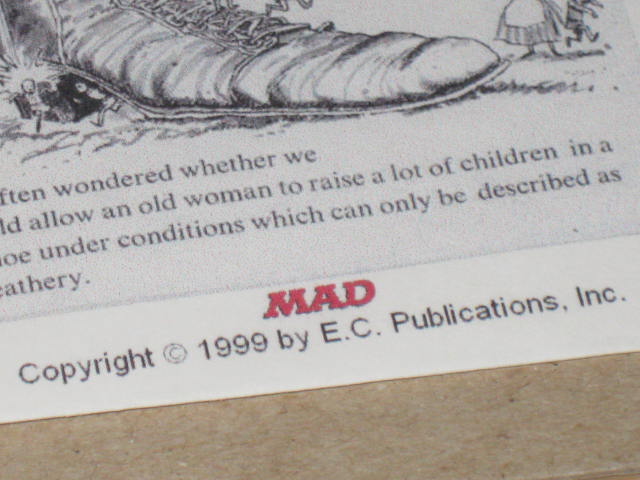 ften wondered whether we
ld allow an old woman to raise a lot of children in a
oe under conditions which can only be described as
eathery.
MAD
Copyright © 1999 by E.C. Publications, Inc.